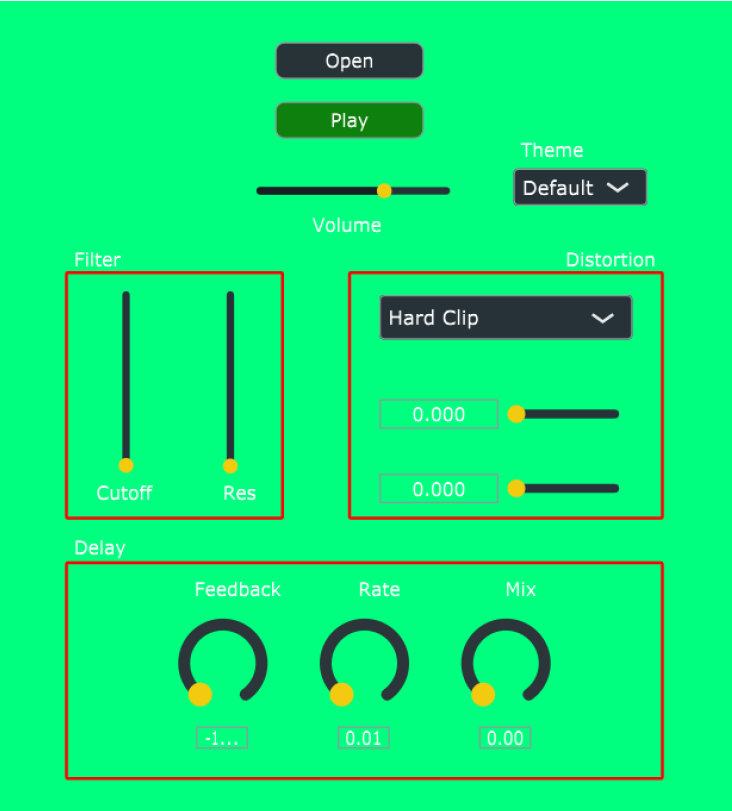 Open
Play
Theme
Default
Volume
Filter
Distortion
Hard Clip
0.000
0.000
Cutoff Res
Delay
Feedback Rate Mix
-1... 0.01 0.00